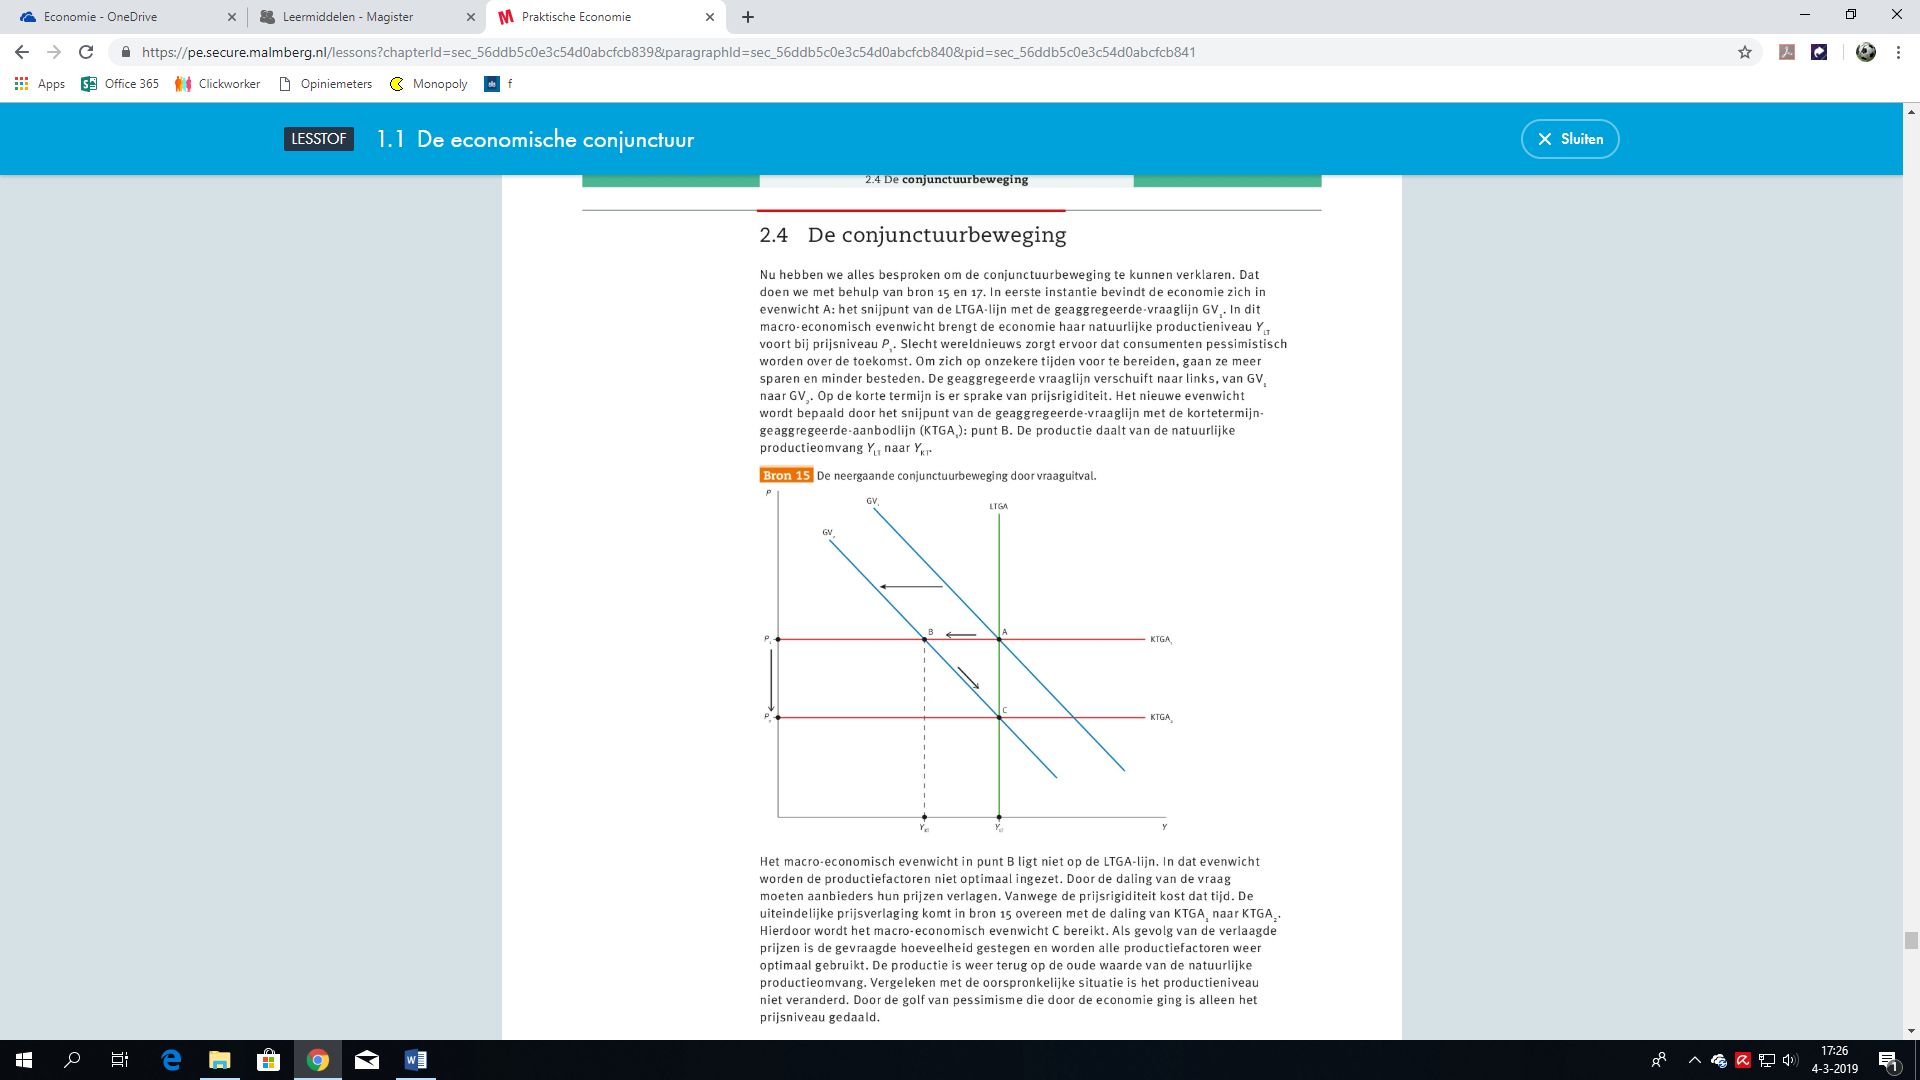 Economie - OneDrive
Leermiddelen - Magister
Praktische Economie
https://pe.secure.malmberg.nl/lessons?chapterId=sec_56ddb5c0e3c54d0abcfcb839&paragraphId=sec_56ddb5c0e3c54d0abcfcb840&pid=sec_56ddb5c0e3c54d0abcfcb841
Apps Office 365 Clickworker Opiniemeters Monopoly f
LESSTOF 1.1 De economische conjunctuur
Sluiten
2.4 De conjunctuurbeweging
2.4 De conjunctuurbeweging
Nu hebben we alles besproken om de conjunctuurbeweging te kunnen verklaren. Dat
doen we met behulp van bron 15 en 17. In eerste instantie bevindt de economie zich in
evenwicht A: het snijpunt van de LTGA-lijn met de geaggregeerde-vraaglijn GV₁. In dit
macro-economisch evenwicht brengt de economie haar natuurlijke productieniveau Y_LT
voort bij prijsniveau P₁. Slecht wereldnieuws zorgt ervoor dat consumenten pessimistisch
worden over de toekomst. Om zich op onzekere tijden voor te bereiden, gaan ze meer
sparen en minder besteden. De geaggregeerde vraaglijn verschuift naar links, van GV₁
naar GV₂. Op de korte termijn is er sprake van prijsrigiditeit. Het nieuwe evenwicht
wordt bepaald door het snijpunt van de geaggregeerde-vraaglijn met de kortetermijn-
geaggregeerde-aanbodlijn (KTGA₁): punt B. De productie daalt van de natuurlijke
productieomvang Y_LT naar Y_KT.
Bron 15 De neergaande conjunctuurbeweging door vraaguitval.
P
GV₁
LTGA
GV₂
P₁
B
A
KTGA₁
P₂
C
KTGA₂
Y_KT
Y_LT
Y
Het macro-economisch evenwicht in punt B ligt niet op de LTGA-lijn. In dat evenwicht
worden de productiefactoren niet optimaal ingezet. Door de daling van de vraag
moeten aanbieders hun prijzen verlagen. Vanwege de prijsrigiditeit kost dat tijd. De
uiteindelijke prijsverlaging komt in bron 15 overeen met de daling van KTGA₁ naar KTGA₂.
Hierdoor wordt het macro-economisch evenwicht C bereikt. Als gevolg van de verlaagde
prijzen is de gevraagde hoeveelheid gestegen en worden alle productiefactoren weer
optimaal gebruikt. De productie is weer terug op de oude waarde van de natuurlijke
productieomvang. Vergeleken met de oorspronkelijke situatie is het productieniveau
niet veranderd. Door de golf van pessimisme die door de economie ging is alleen het
prijsniveau gedaald.
17:26
4-3-2019
1